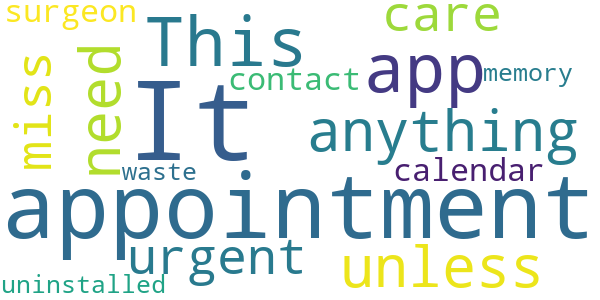 surgeon
care
This
miss
need
It
app
contact
memory
anything
waste
calendar
appointment
urgent
unless
uninstalled